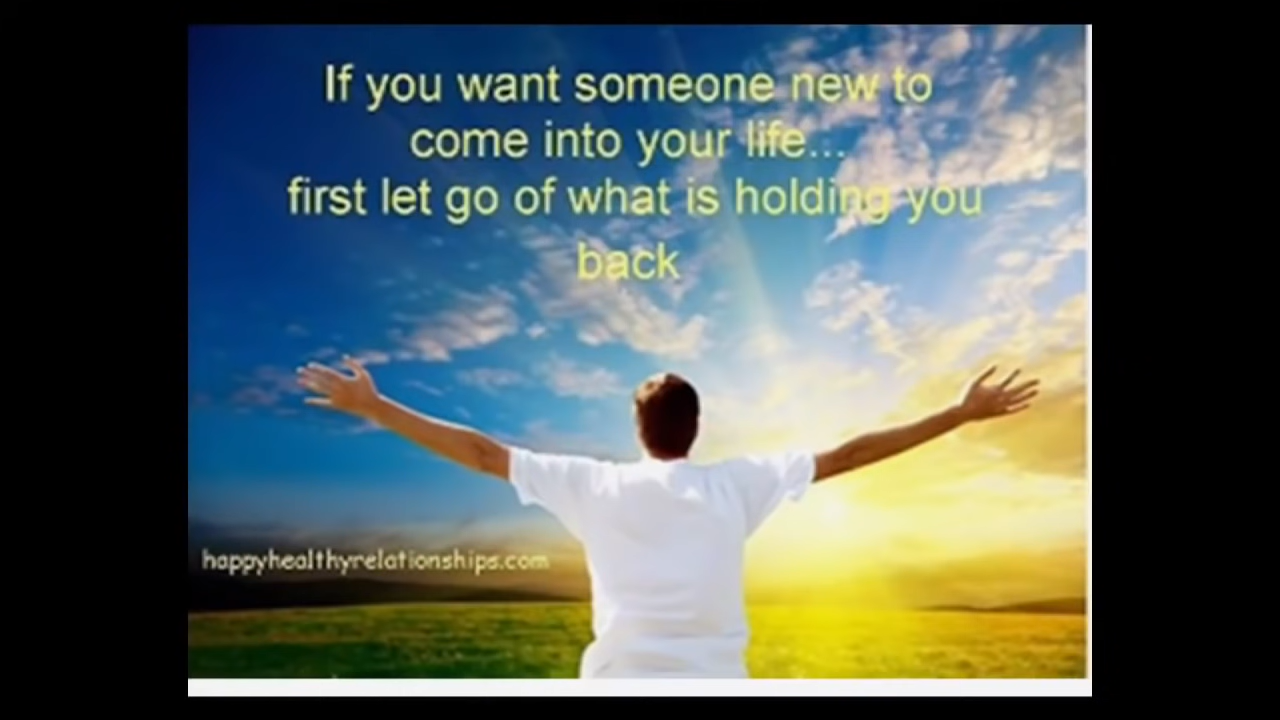 If you want someone new to
come into your life...
first let go of what is holding you
back
happyhealthyrelationships.com